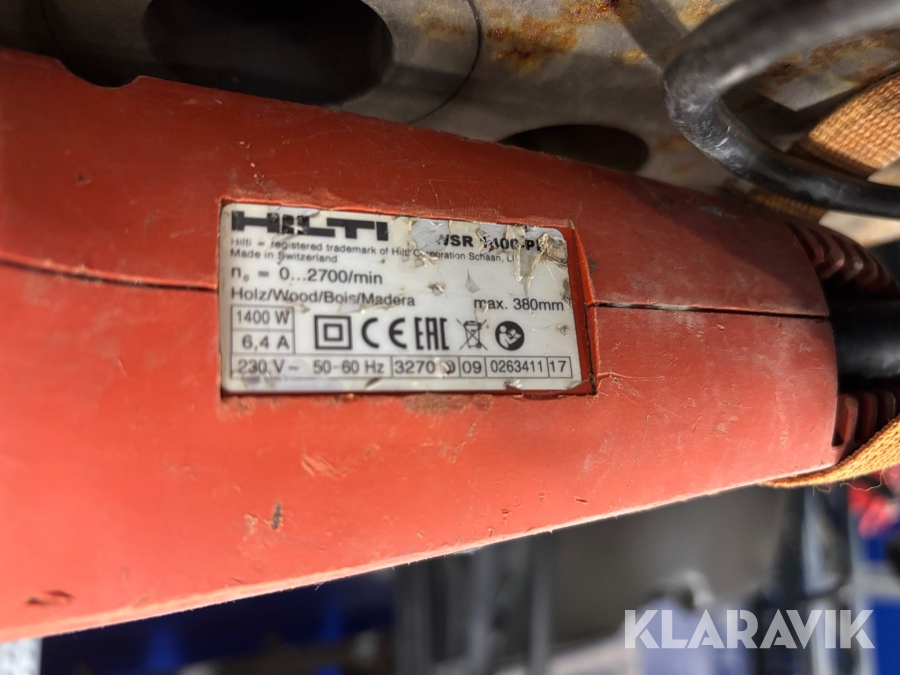 HILTI
Hilti = registered trademark of Hilti Corporation Schaan, LI
Made in Switzerland
n₀ = 0...2700/min
Holz/Wood/Bois/Madera max. 380mm
1400 W
6,4 A
CE EAC
230 V ~ 50-60 Hz 3270 09 0263411 17
KLARAVIK